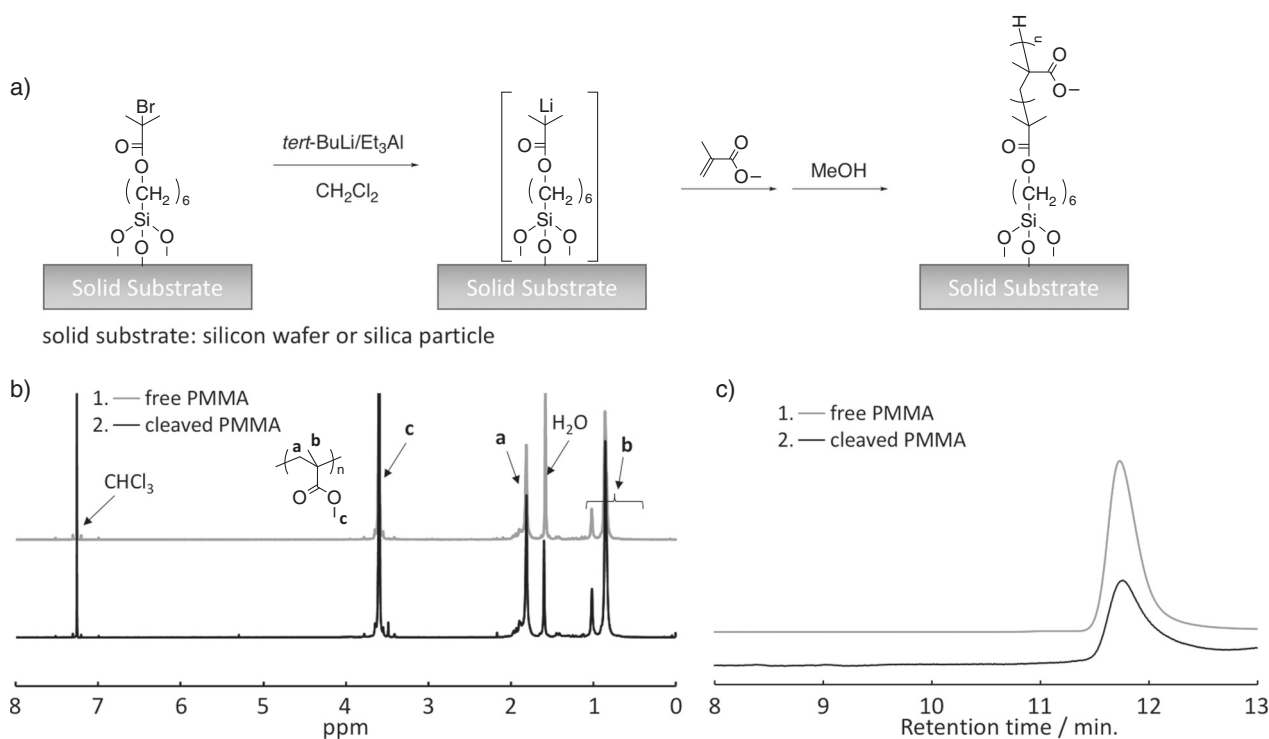 a)
Br
O
O
(CH₂)₆
Si
O O
O
Solid Substrate
tert-BuLi/Et₃Al
CH₂Cl₂
Li
O
O
(CH₂)₆
Si
O O
O
Solid Substrate
O
O
MeOH
H
n
O
O
O
O
(CH₂)₆
Si
O O
O
Solid Substrate
solid substrate: silicon wafer or silica particle
b)
1. free PMMA
2. cleaved PMMA
CHCl₃
a b
n
O O
c
c
a
H₂O
b
8 7 6 5 4 3 2 1 0
ppm
c)
1. free PMMA
2. cleaved PMMA
8 9 10 11 12 13
Retention time / min.